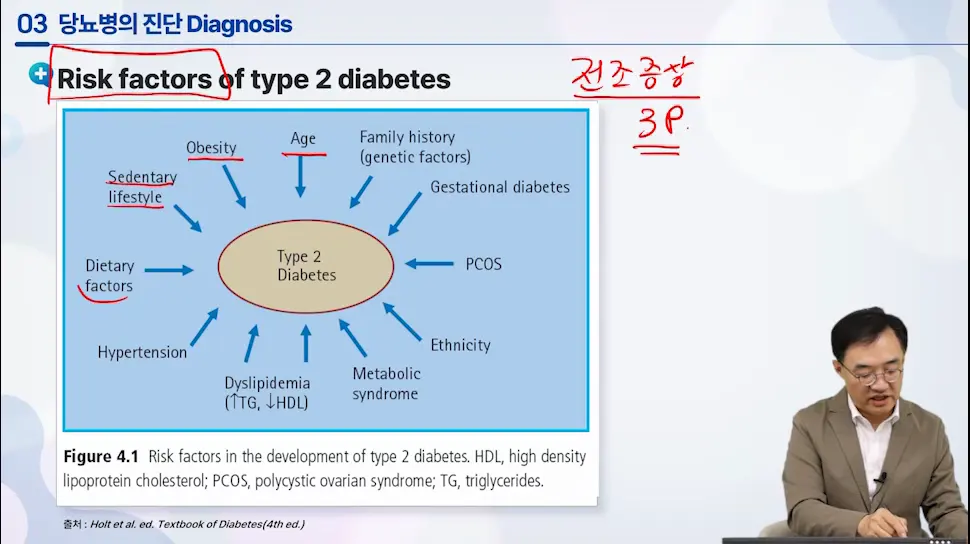 03 당뇨병의 진단 Diagnosis
Risk factors of type 2 diabetes
전조증상
3P.
Age
Family history
(genetic factors)
Obesity
Gestational diabetes
Sedentary
lifestyle
Type 2
Diabetes
PCOS
Dietary
factors
Ethnicity
Hypertension
Metabolic
syndrome
Dyslipidemia
(↑TG, ↓HDL)
Figure 4.1 Risk factors in the development of type 2 diabetes. HDL, high density
lipoprotein cholesterol; PCOS, polycystic ovarian syndrome; TG, triglycerides.
출처 : Holt et al. ed. Textbook of Diabetes(4th ed.)